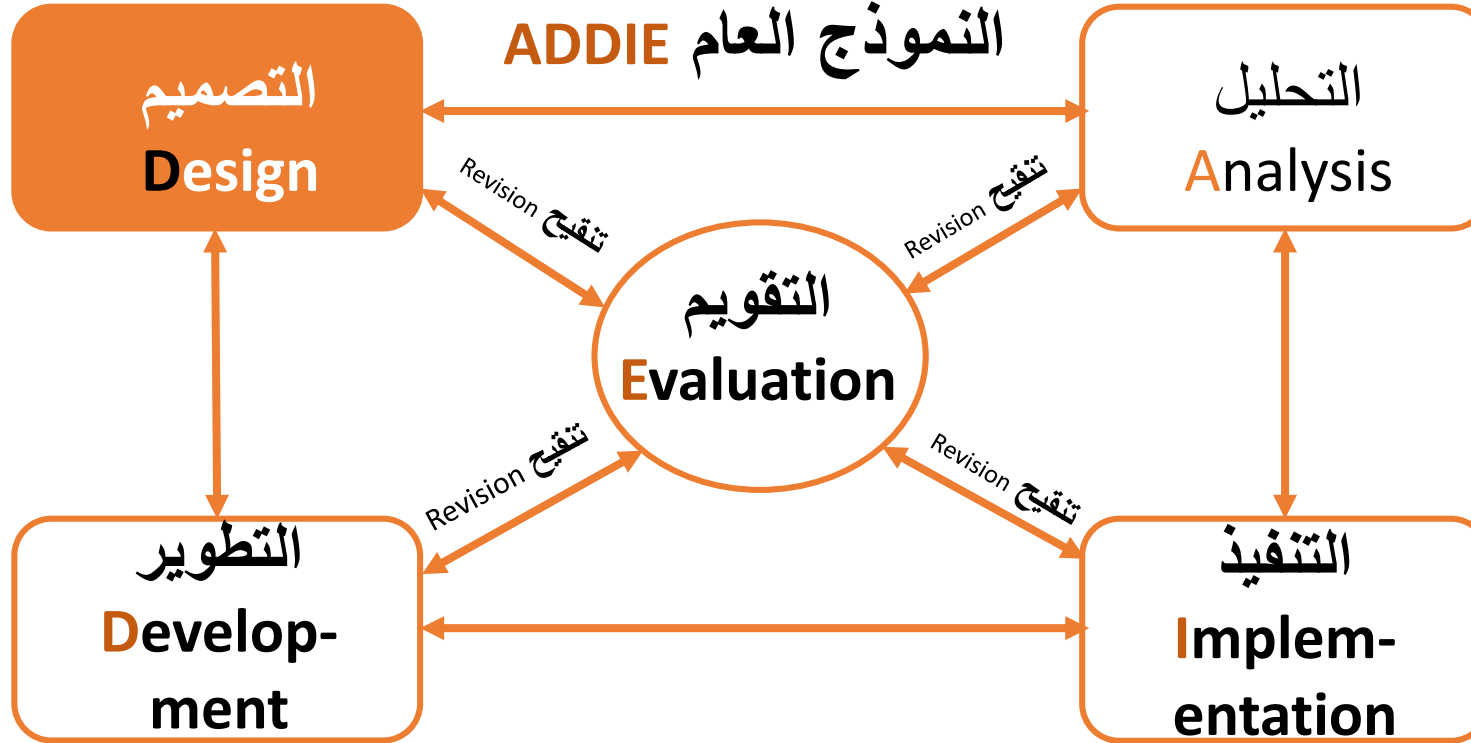 النموذج العام ADDIE
التحليل
Analysis
التصميم
Design
تنقيح Revision
تنقيح Revision
التقويم
Evaluation
تنقيح Revision
تنقيح Revision
التطوير
Develop-
ment
التنفيذ
Implem-
entation